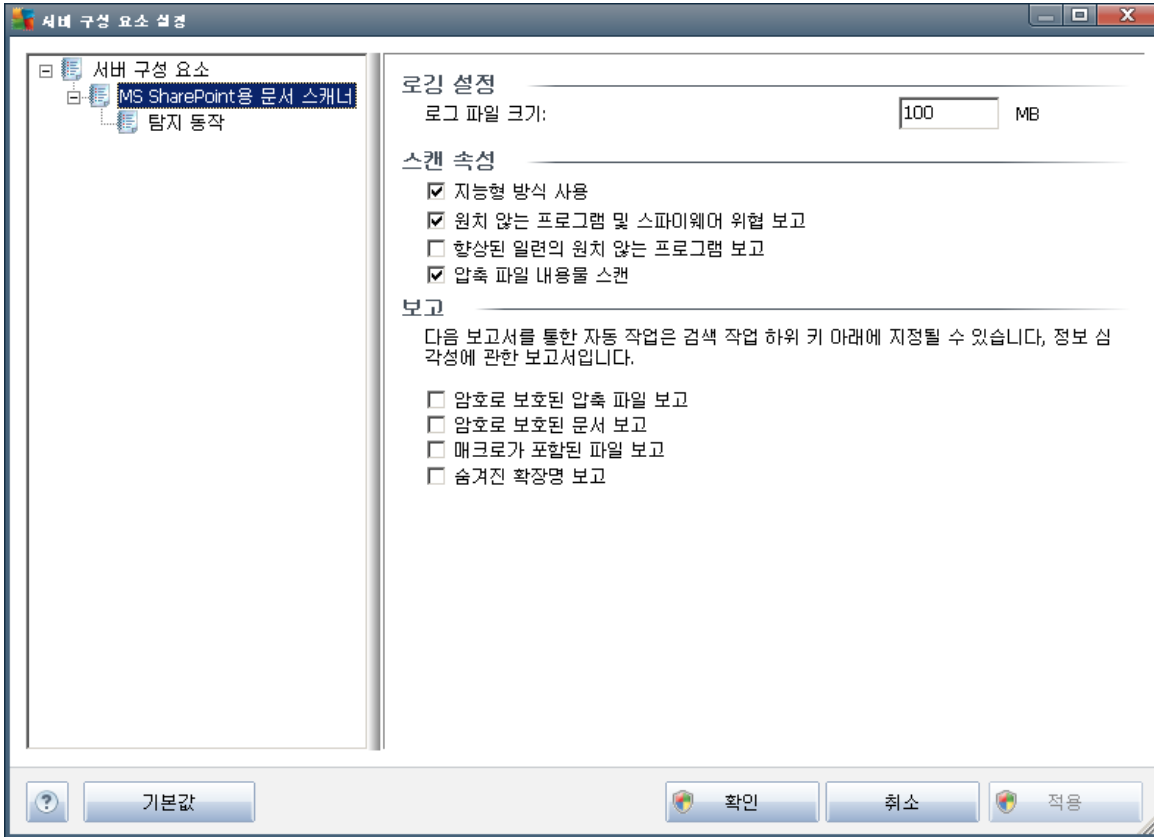 서버 구성 요소 설정
서버 구성 요소
MS SharePoint용 문서 스캐너
탐지 동작
로깅 설정
로그 파일 크기: 100 MB
스캔 속성
지능형 방식 사용
원치 않는 프로그램 및 스파이웨어 위협 보고
향상된 일련의 원치 않는 프로그램 보고
압축 파일 내용물 스캔
보고
다음 보고서를 통한 자동 작업은 검색 작업 하위 키 아래에 지정될 수 있습니다, 정보 심
각성에 관한 보고서입니다.
암호로 보호된 압축 파일 보고
암호로 보호된 문서 보고
매크로가 포함된 파일 보고
숨겨진 확장명 보고
? 기본값 확인 취소 적용